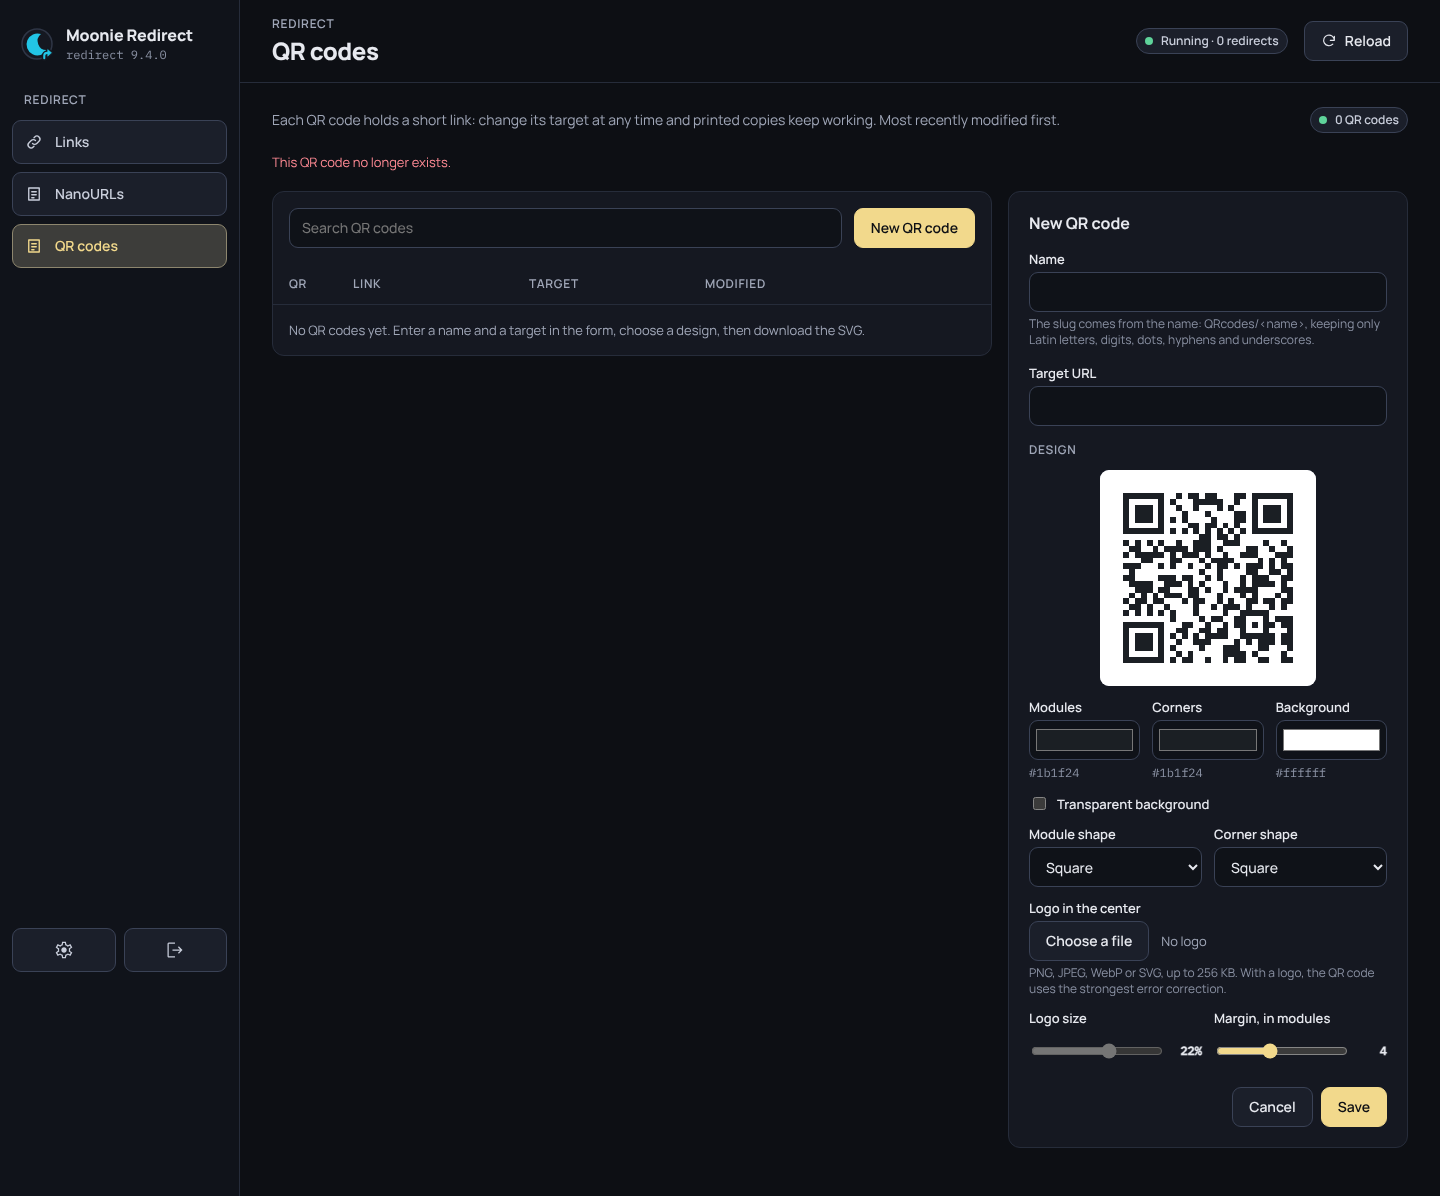 Moonie Redirect
redirect 9.4.0
REDIRECT
Links
NanoURLs
QR codes
REDIRECT
QR codes
Running · 0 redirects
Reload
Each QR code holds a short link: change its target at any time and printed copies keep working. Most recently modified first.
0 QR codes
This QR code no longer exists.
Search QR codes
New QR code
QR LINK TARGET MODIFIED
No QR codes yet. Enter a name and a target in the form, choose a design, then download the SVG.
New QR code
Name
The slug comes from the name: QRcodes/<name>, keeping only
Latin letters, digits, dots, hyphens and underscores.
Target URL
DESIGN
Modules Corners Background
#1b1f24 #1b1f24 #ffffff
Transparent background
Module shape Corner shape
Square Square
Logo in the center
Choose a file No logo
PNG, JPEG, WebP or SVG, up to 256 KB. With a logo, the QR code
uses the strongest error correction.
Logo size Margin, in modules
22% 4
Cancel Save